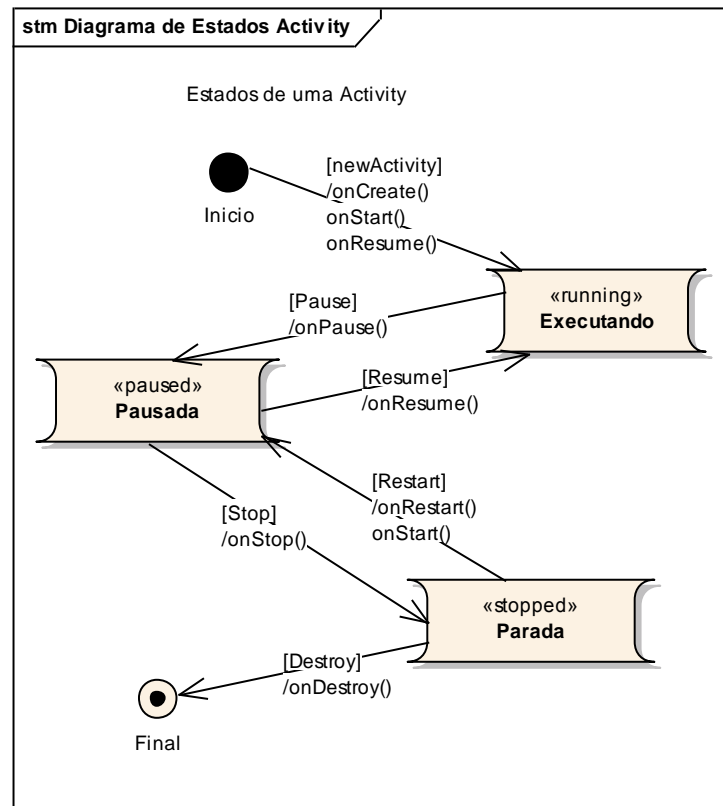 stm Diagrama de Estados Activity
Estados de uma Activity
[newActivity]
/onCreate()
onStart()
onResume()
Inicio
«running»
Executando
[Pause]
/onPause()
«paused»
Pausada
[Resume]
/onResume()
[Restart]
/onRestart()
onStart()
[Stop]
/onStop()
«stopped»
Parada
[Destroy]
/onDestroy()
Final